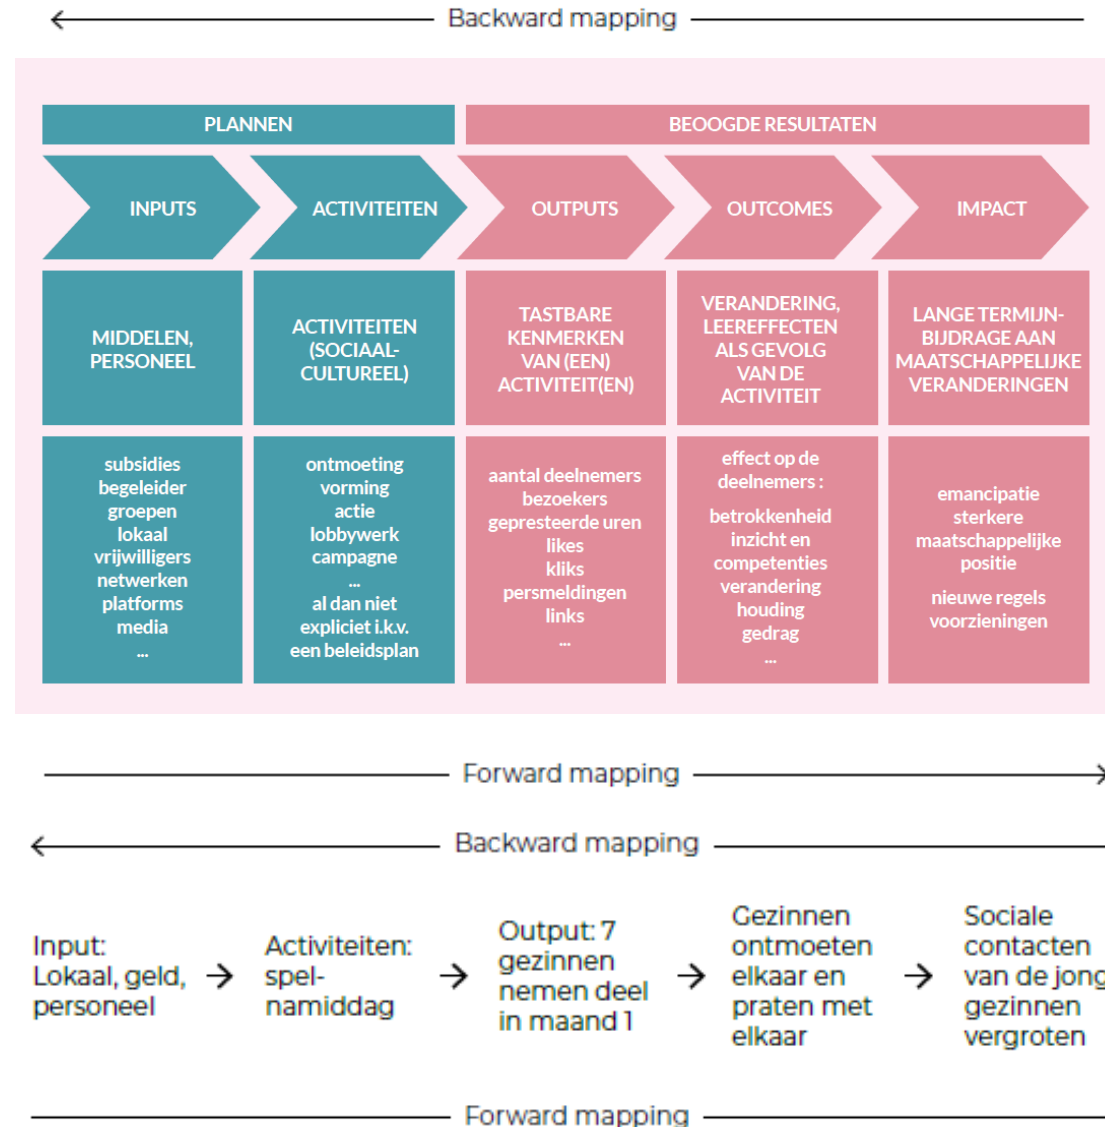 Backward mapping
PLANNEN
BEOOGDE RESULTATEN
INPUTS
ACTIVITEITEN
OUTPUTS
OUTCOMES
IMPACT
MIDDELEN,
PERSONEEL
ACTIVITEITEN
(SOCIAAL-
CULTUREEL)
TASTBARE
KENMERKEN
VAN (EEN)
ACTIVITEIT(EN)
VERANDERING,
LEEREFFECTEN
ALS GEVOLG
VAN DE
ACTIVITEIT
LANGE TERMIJN-
BIJDRAGE AAN
MAATSCHAPPELIJKE
VERANDERINGEN
subsidies
begeleider
groepen
lokaal
vrijwilligers
netwerken
platforms
media
...
ontmoeting
vorming
actie
lobbywerk
campagne
...
al dan niet
expliciet i.k.v.
een beleidsplan
aantal deelnemers
bezoekers
gepresteerde uren
likes
kliks
persmeldingen
links
...
effect op de
deelnemers :
betrokkenheid
inzicht en
competenties
verandering
houding
gedrag
...
emancipatie
sterkere
maatschappelijke
positie
nieuwe regels
voorzieningen
Forward mapping
Backward mapping
Input:
Lokaal, geld,
personeel
Activiteiten:
spel-
namiddag
Output: 7
gezinnen
nemen deel
in maand 1
Gezinnen
ontmoeten
elkaar en
praten met
elkaar
Sociale
contacten
van de jong
gezinnen
vergroten
Forward mapping